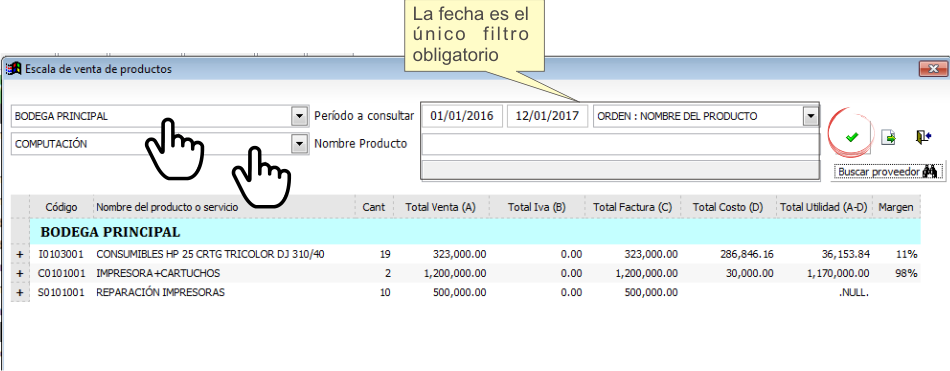 La fecha es el
único filtro
obligatorio
Escala de venta de productos
BODEGA PRINCIPAL Período a consultar 01/01/2016 12/01/2017 ORDEN : NOMBRE DEL PRODUCTO
COMPUTACIÓN Nombre Producto
Buscar proveedor
Código Nombre del producto o servicio Cant Total Venta (A) Total Iva (B) Total Factura (C) Total Costo (D) Total Utilidad (A-D) Margen
BODEGA PRINCIPAL
+ I0103001 CONSUMIBLES HP 25 CRTG TRICOLOR DJ 310/40 19 323,000.00 0.00 323,000.00 286,846.16 36,153.84 11%
+ C0101001 IMPRESORA+CARTUCHOS 2 1,200,000.00 0.00 1,200,000.00 30,000.00 1,170,000.00 98%
+ S0101001 REPARACIÓN IMPRESORAS 10 500,000.00 0.00 500,000.00 .NULL.